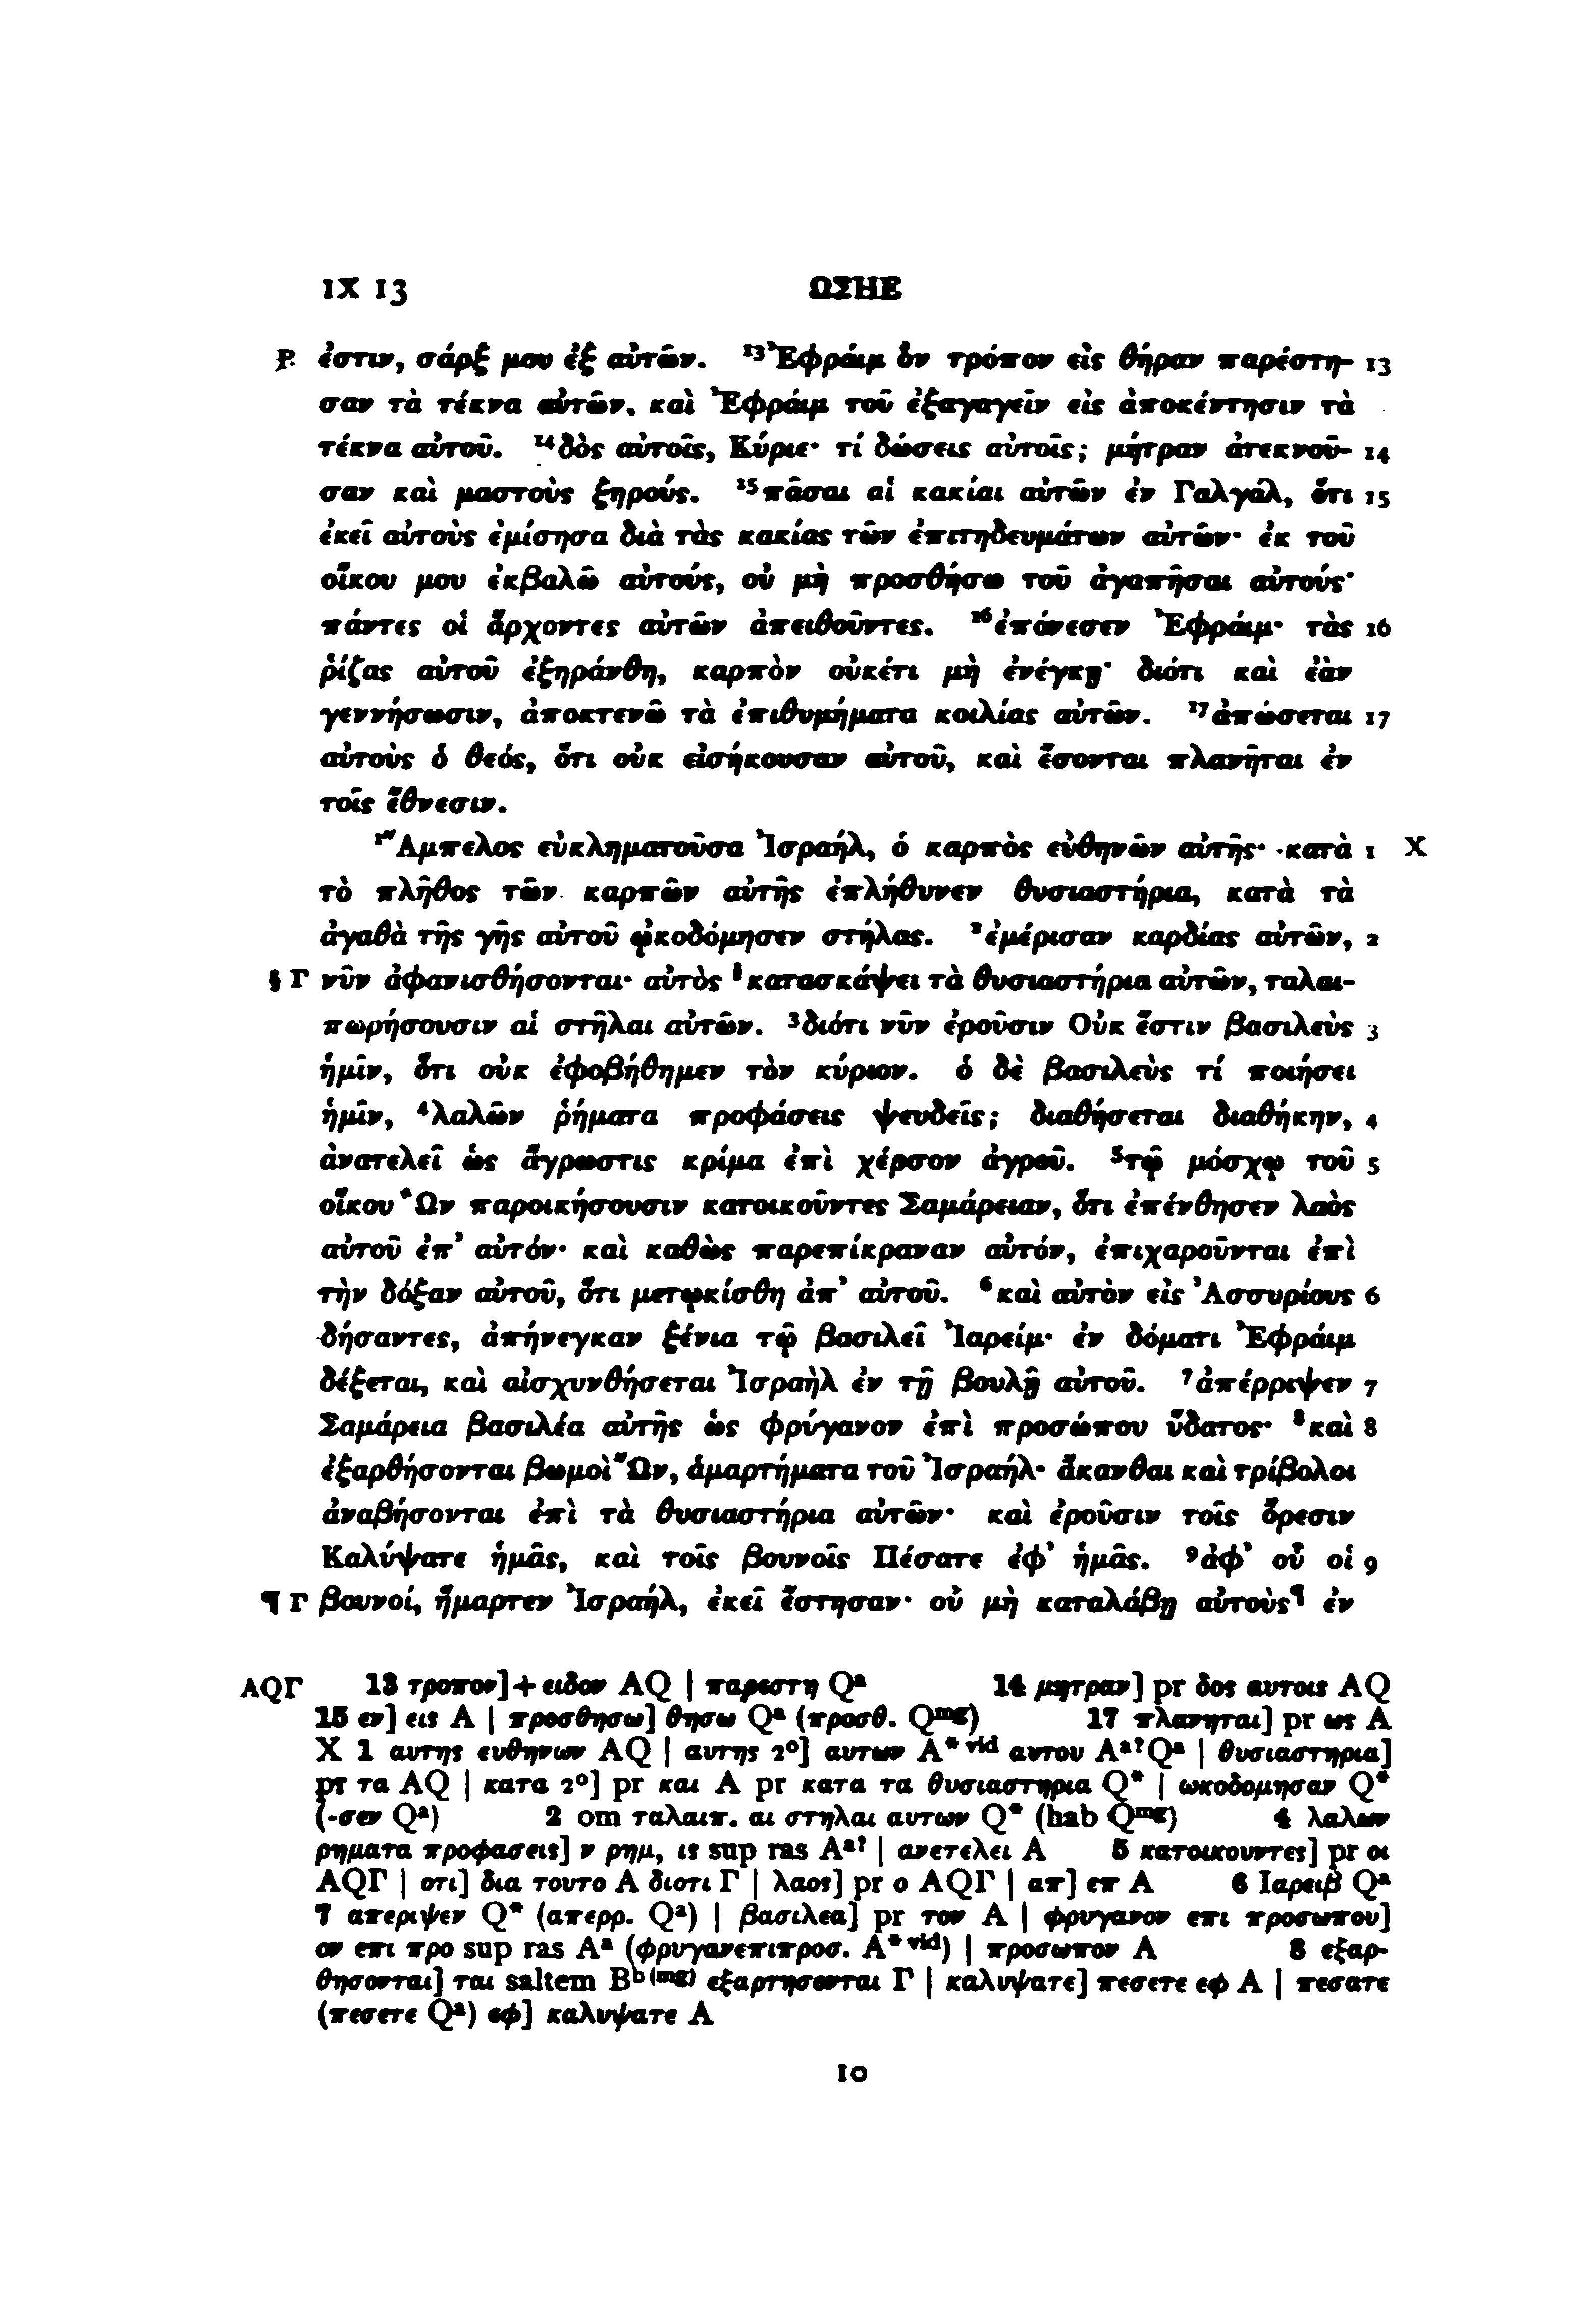 IX 13 ΩΣΗΕ
Β ἐστιν, σάρξ μου ἐξ αὐτῶν. ¹³Ἐφράιμ ὃν τρόπον εἰς θήραν παρέστη- 13
σαν τὰ τέκνα αὐτῶν, καὶ Ἐφράιμ τοῦ ἐξαγαγεῖν εἰς ἀποκέντησιν τὰ
τέκνα αὐτοῦ. ¹⁴δὸς αὐτοῖς, Κύριε· τί δώσεις αὐτοῖς; μήτραν ἀτεκνοῦ- 14
σαν καὶ μαστοὺς ξηρούς. ¹⁵πᾶσαι αἱ κακίαι αὐτῶν ἐν Γαλγάλ, ὅτι 15
ἐκεῖ αὐτοὺς ἐμίσησα διὰ τὰς κακίας τῶν ἐπιτηδευμάτων αὐτῶν· ἐκ τοῦ
οἴκου μου ἐκβαλῶ αὐτούς, οὐ μὴ προσθήσω τοῦ ἀγαπῆσαι αὐτούς·
πάντες οἱ ἄρχοντες αὐτῶν ἀπειθοῦντες. ¹⁶ἐπόνεσεν Ἐφράιμ· τὰς 16
ῥίζας αὐτοῦ ἐξηράνθη, καρπὸν οὐκέτι μὴ ἐνέγκῃ· διότι καὶ ἐὰν
γεννήσωσιν, ἀποκτενῶ τὰ ἐπιθυμήματα κοιλίας αὐτῶν. ¹⁷ἀπώσεται 17
αὐτοὺς ὁ θεός, ὅτι οὐκ εἰσήκουσαν αὐτοῦ, καὶ ἔσονται πλανῆται ἐν
τοῖς ἔθνεσιν.
¹Ἄμπελος εὐκληματοῦσα Ἰσραήλ, ὁ καρπὸς εὐθηνῶν αὐτῆς· κατὰ 1 X
τὸ πλῆθος τῶν καρπῶν αὐτῆς ἐπλήθυνεν θυσιαστήρια, κατὰ τὰ
ἀγαθὰ τῆς γῆς αὐτοῦ ᾠκοδόμησεν στήλας. ²ἐμέρισαν καρδίας αὐτῶν, 2
§ Γ νῦν ἀφανισθήσονται· αὐτὸς §κατασκάψει τὰ θυσιαστήρια αὐτῶν, ταλαι-
πωρήσουσιν αἱ στῆλαι αὐτῶν. ³διότι νῦν ἐροῦσιν Οὐκ ἔστιν βασιλεὺς 3
ἡμῖν, ὅτι οὐκ ἐφοβήθημεν τὸν κύριον. ὁ δὲ βασιλεὺς τί ποιήσει
ἡμῖν, ⁴λαλῶν ῥήματα προφάσεις ψευδεῖς; διαθήσεται διαθήκην, 4
ἀνατελεῖ ὡς ἄγρωστις κρίμα ἐπὶ χέρσον ἀγροῦ. ⁵τῷ μόσχῳ τοῦ 5
οἴκου Ὢν παροικήσουσιν κατοικοῦντες Σαμάρειαν, ὅτι ἐπένθησεν λαὸς
αὐτοῦ ἐπ’ αὐτόν· καὶ καθὼς παρεπίκραναν αὐτόν, ἐπιχαροῦνται ἐπὶ
τὴν δόξαν αὐτοῦ, ὅτι μετῳκίσθη ἀπ’ αὐτοῦ. ⁶καὶ αὐτὸν εἰς Ἀσσυρίους 6
δήσαντες, ἀπήνεγκαν ξένια τῷ βασιλεῖ Ἰαρείμ· ἐν δόματι Ἐφράιμ
δέξεται, καὶ αἰσχυνθήσεται Ἰσραὴλ ἐν τῇ βουλῇ αὐτοῦ. ⁷ἀπέρριψεν 7
Σαμάρεια βασιλέα αὐτῆς ὡς φρύγανον ἐπὶ προσώπου ὕδατος· ⁸καὶ 8
ἐξαρθήσονται βωμοὶ Ὤν, ἁμαρτήματα τοῦ Ἰσραήλ· ἄκανθαι καὶ τρίβολοι
ἀναβήσονται ἐπὶ τὰ θυσιαστήρια αὐτῶν· καὶ ἐροῦσιν τοῖς ὄρεσιν
Καλύψατε ἡμᾶς, καὶ τοῖς βουνοῖς Πέσατε ἐφ’ ἡμᾶς. ⁹ἀφ’ οὗ οἱ 9
¶ Γ βουνοί, ἥμαρτεν Ἰσραήλ, ἐκεῖ ἔστησαν· οὐ μὴ καταλάβῃ αὐτοὺς¶ ἐν
AQΓ 13 τροπον]+ειδον AQ | παρεστη Qᵃ 14 μητραν] pr δος αυτοις AQ
15 εν] εις A | προσθησω] θησω Qᵃ (προσθ. Qᵐᵍ) 17 πλανηται] pr ως A
X 1 αυτης ευθηνων AQ | αυτης 2°] αυτων A*ᵛⁱᵈ αυτου Aᵃ?Qᵃ | θυσιαστηρια]
pr τα AQ | κατα 2°] pr και A pr κατα τα θυσιαστηρια Q* | ωκοδομησαν Q*
(-σεν Qᵃ) 2 om ταλαιπ. αι στηλαι αυτων Q* (hab Qᵐᵍ) 4 λαλων
ρηματα προφασεις] ν ρημ, ις sup ras Aᵃ? | ανετελει A 5 κατοικουντες] pr οι
AQΓ | οτι] δια τουτο A διοτι Γ | λαος] pr ο AQΓ | απ] επ A 6 Ιαρειβ Qᵃ
7 απεριψεν Q* (απερρ. Qᵃ) | βασιλεα] pr τον A | φρυγανον επι προσωπου]
ον επι προ sup ras Aᵃ (φρυγανεπιπροσ. A*ᵛⁱᵈ) | προσωπον A 8 εξαρ-
θησονται] ται saltem Bᵇ⁽ᵐᵍ⁾ εξαρτησονται Γ | καλυψατε] πεσετε εφ A | πεσατε
(πεσετε Qᵃ) εφ] καλυψατε A
10